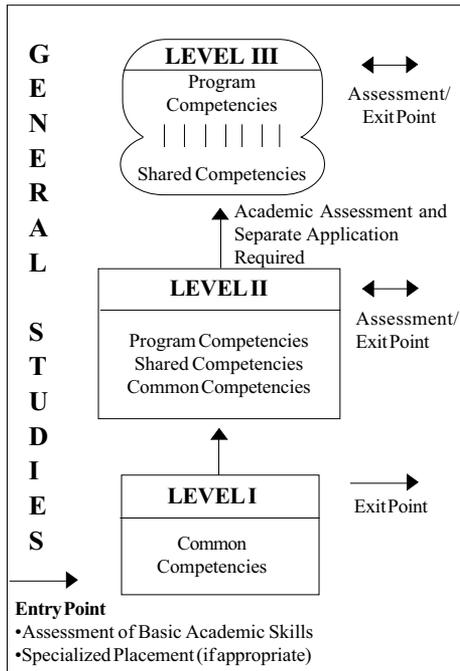 GENERAL STUDIES
LEVEL III
Program
Competencies
Shared Competencies
Assessment/
Exit Point
Academic Assessment and
Separate Application
Required
LEVEL II
Program Competencies
Shared Competencies
Common Competencies
Assessment/
Exit Point
LEVEL I
Common
Competencies
Exit Point
Entry Point
•Assessment of Basic Academic Skills
•Specialized Placement (if appropriate)